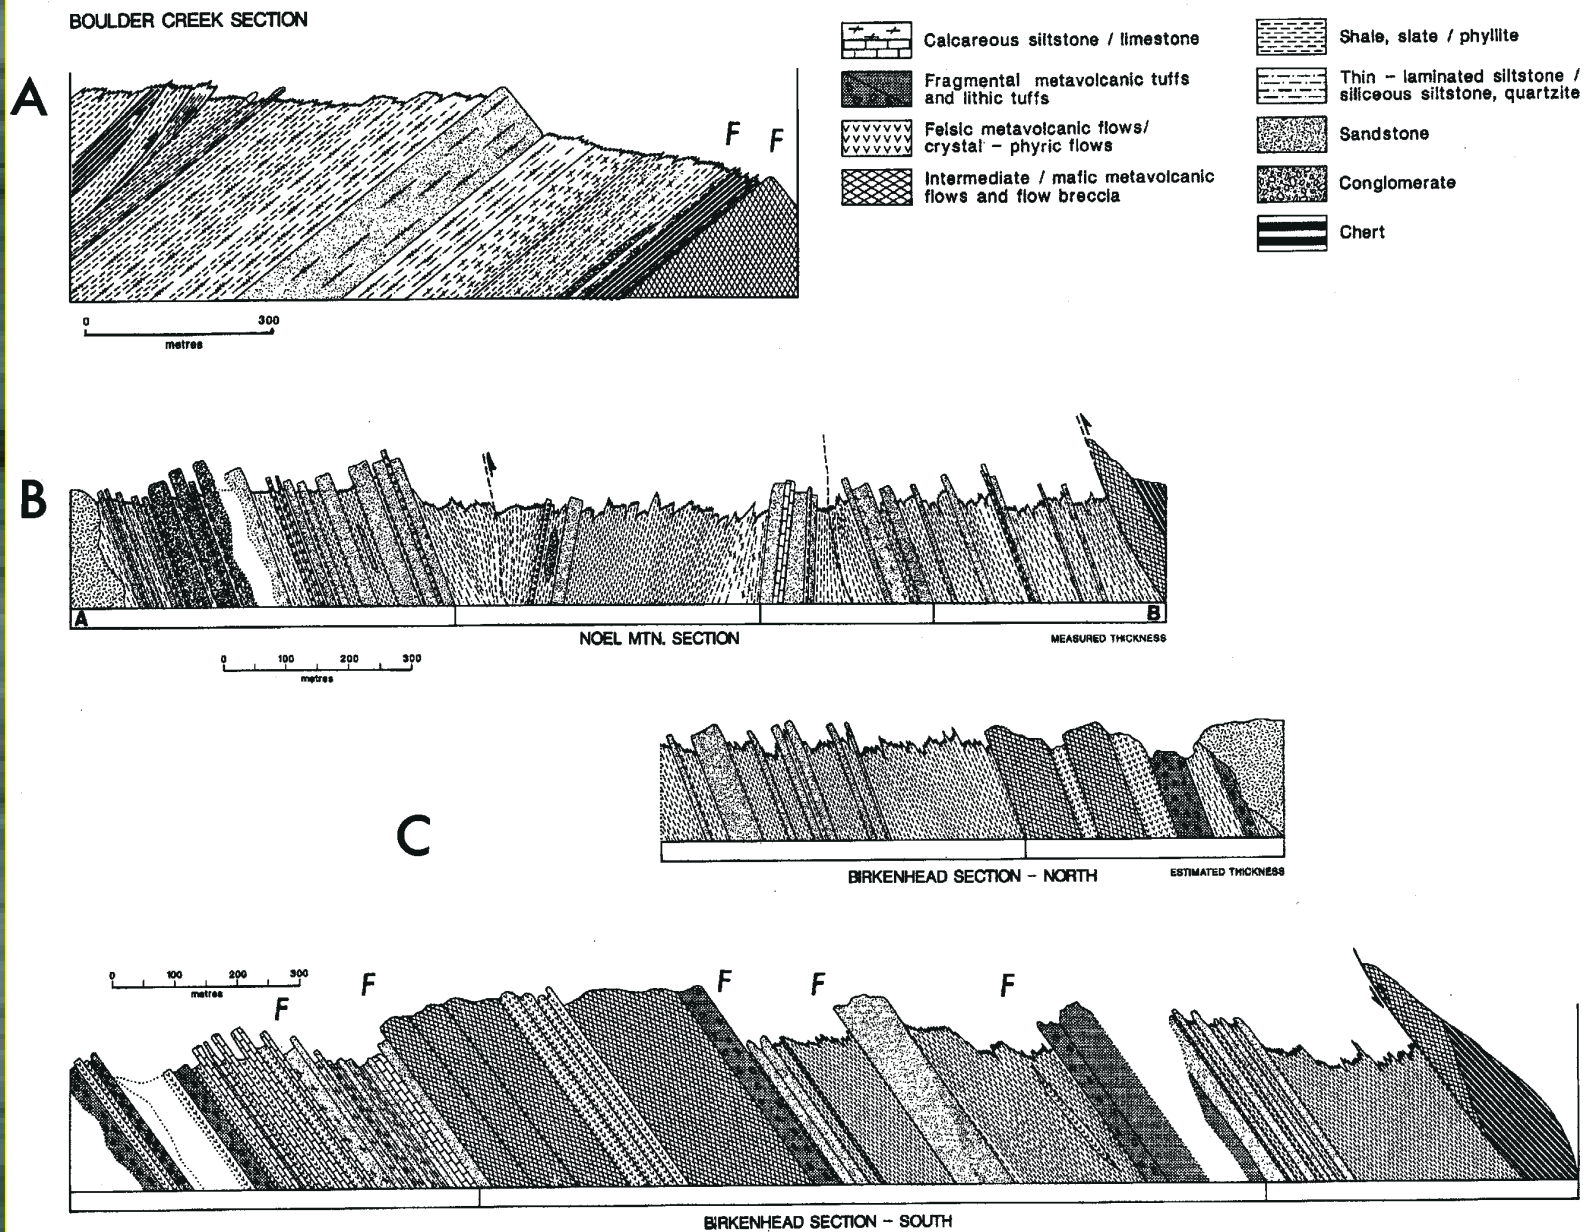 BOULDER CREEK SECTION
A
F F
0 300
metres
Calcareous siltstone / limestone
Fragmental metavolcanic tuffs
and lithic tuffs
Felsic metavolcanic flows/
crystal - phyric flows
Intermediate / mafic metavolcanic
flows and flow breccia
Shale, slate / phyllite
Thin - laminated siltstone /
siliceous siltstone, quartzite
Sandstone
Conglomerate
Chert
B
A B
NOEL MTN. SECTION
MEASURED THICKNESS
0 100 200 300
metres
C
BIRKENHEAD SECTION - NORTH
ESTIMATED THICKNESS
0 100 200 300
metres
F F F F F
BIRKENHEAD SECTION - SOUTH